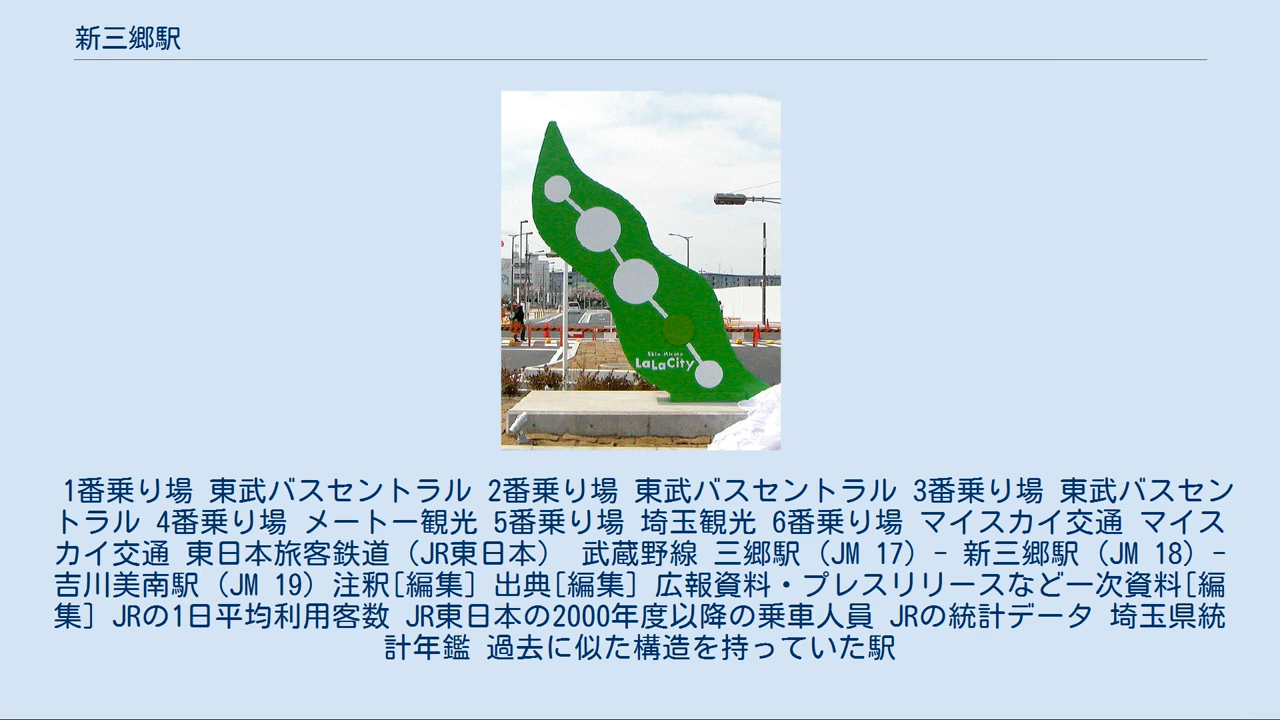 新三郷駅
Shin-Misato
LaLaCity
1番乗り場 東武バスセントラル 2番乗り場 東武バスセントラル 3番乗り場 東武バスセン
トラル 4番乗り場 メートー観光 5番乗り場 埼玉観光 6番乗り場 マイスカイ交通 マイス
カイ交通 東日本旅客鉄道（JR東日本） 武蔵野線 三郷駅（JM 17）- 新三郷駅（JM 18）-
吉川美南駅（JM 19）注釈[編集] 出典[編集] 広報資料・プレスリリースなど一次資料[編
集] JRの1日平均利用客数 JR東日本の2000年度以降の乗車人員 JRの統計データ 埼玉県統
計年鑑 過去に似た構造を持っていた駅